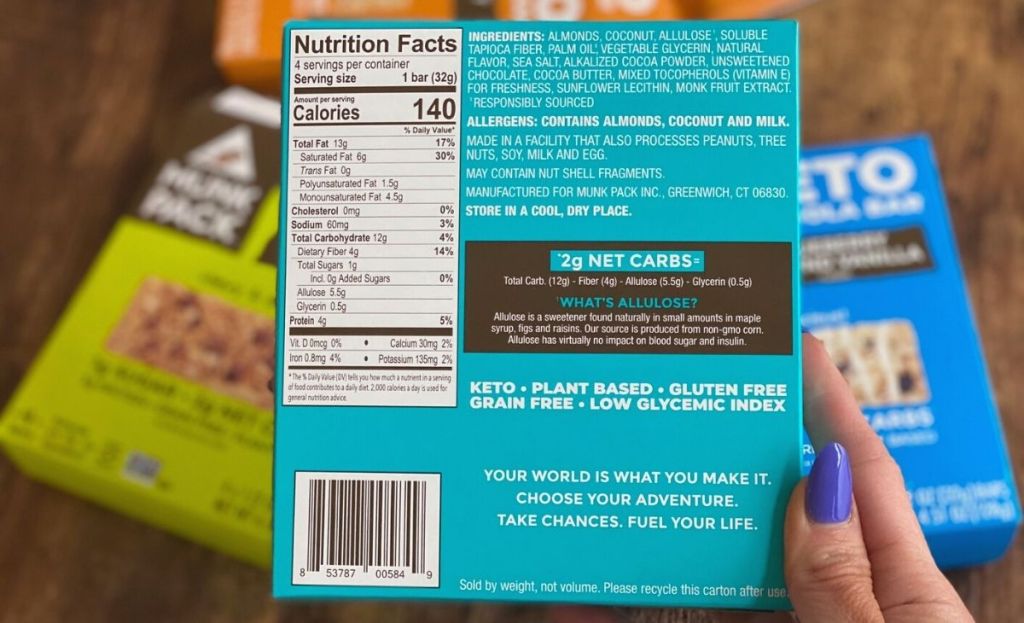 Nutrition Facts
4 servings per container
Serving size 1 bar (32g)
Amount per serving
Calories 140
% Daily Value*
Total Fat 13g 17%
Saturated Fat 6g 30%
Trans Fat 0g
Polyunsaturated Fat 1.5g
Monounsaturated Fat 4.5g
Cholesterol 0mg 0%
Sodium 60mg 3%
Total Carbohydrate 12g 4%
Dietary Fiber 4g 14%
Total Sugars 1g
Incl. 0g Added Sugars 0%
Allulose 5.5g
Glycerin 0.5g
Protein 4g 5%
Vit. D 0mcg 0% • Calcium 30mg 2%
Iron 0.8mg 4% • Potassium 135mg 2%
*The % Daily Value (DV) tells you how much a nutrient in a serving
of food contributes to a daily diet. 2,000 calories a day is used for
general nutrition advice.
INGREDIENTS: ALMONDS, COCONUT, ALLULOSE†, SOLUBLE
TAPIOCA FIBER, PALM OIL¹, VEGETABLE GLYCERIN, NATURAL
FLAVOR, SEA SALT, ALKALIZED COCOA POWDER, UNSWEETENED
CHOCOLATE, COCOA BUTTER, MIXED TOCOPHEROLS (VITAMIN E)
FOR FRESHNESS, SUNFLOWER LECITHIN, MONK FRUIT EXTRACT.
¹RESPONSIBLY SOURCED
ALLERGENS: CONTAINS ALMONDS, COCONUT AND MILK.
MADE IN A FACILITY THAT ALSO PROCESSES PEANUTS, TREE
NUTS, SOY, MILK AND EGG.
MAY CONTAIN NUT SHELL FRAGMENTS.
MANUFACTURED FOR MUNK PACK INC., GREENWICH, CT 06830.
STORE IN A COOL, DRY PLACE.
*2g NET CARBS=
Total Carb. (12g) - Fiber (4g) - Allulose (5.5g) - Glycerin (0.5g)
†WHAT'S ALLULOSE?
Allulose is a sweetener found naturally in small amounts in maple
syrup, figs and raisins. Our source is produced from non-gmo corn.
Allulose has virtually no impact on blood sugar and insulin.
KETO • PLANT BASED • GLUTEN FREE
GRAIN FREE • LOW GLYCEMIC INDEX
YOUR WORLD IS WHAT YOU MAKE IT.
CHOOSE YOUR ADVENTURE.
TAKE CHANCES. FUEL YOUR LIFE.
8 53787 00584 9
Sold by weight, not volume. Please recycle this carton after use.
MUNK
PACK
ETO
OLA BAR
VANILLA
ARBS